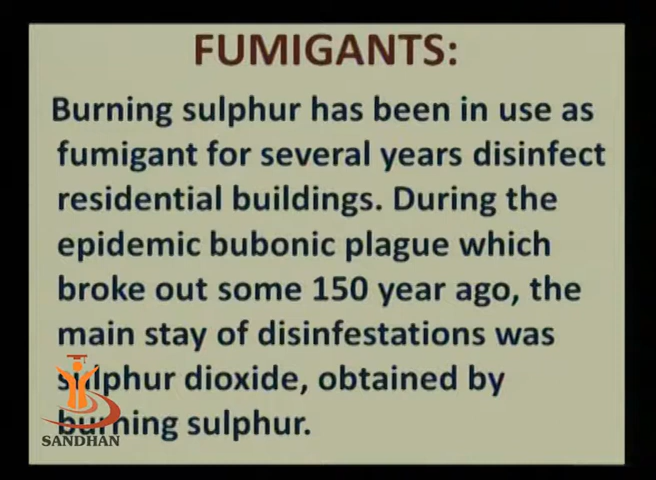 FUMIGANTS:
Burning sulphur has been in use as
fumigant for several years disinfect
residential buildings. During the
epidemic bubonic plague which
broke out some 150 year ago, the
main stay of disinfestations was
sulphur dioxide, obtained by
burning sulphur.
SANDHAN